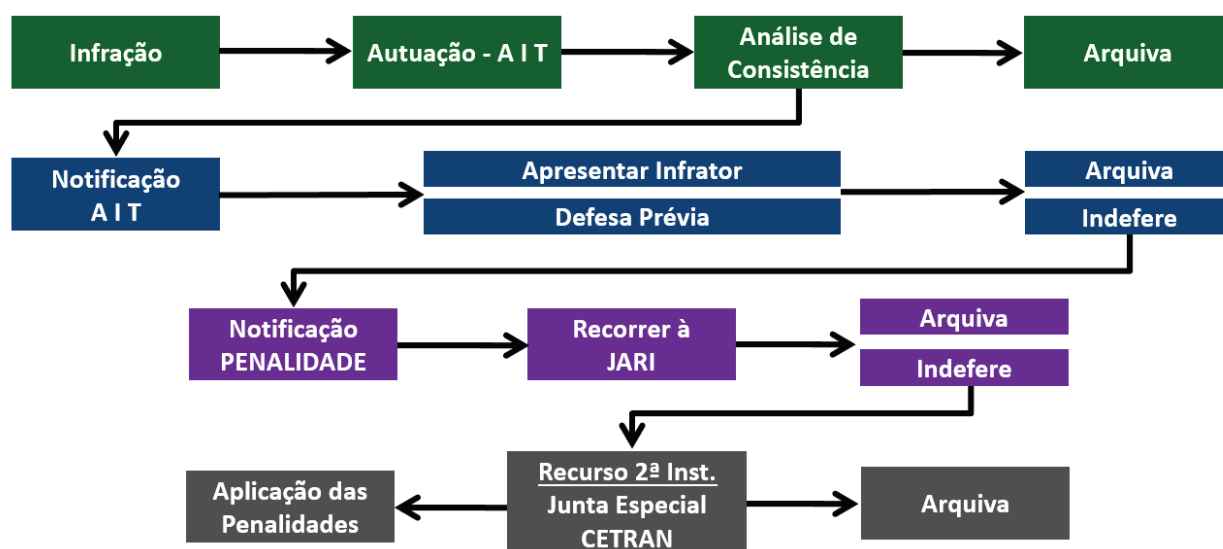 Infração
Autuação - A I T
Análise de
Consistência
Arquiva
Notificação
A I T
Apresentar Infrator
Defesa Prévia
Arquiva
Indefere
Notificação
PENALIDADE
Recorrer à
JARI
Arquiva
Indefere
Aplicação das
Penalidades
Recurso 2ª Inst.
Junta Especial
CETRAN
Arquiva